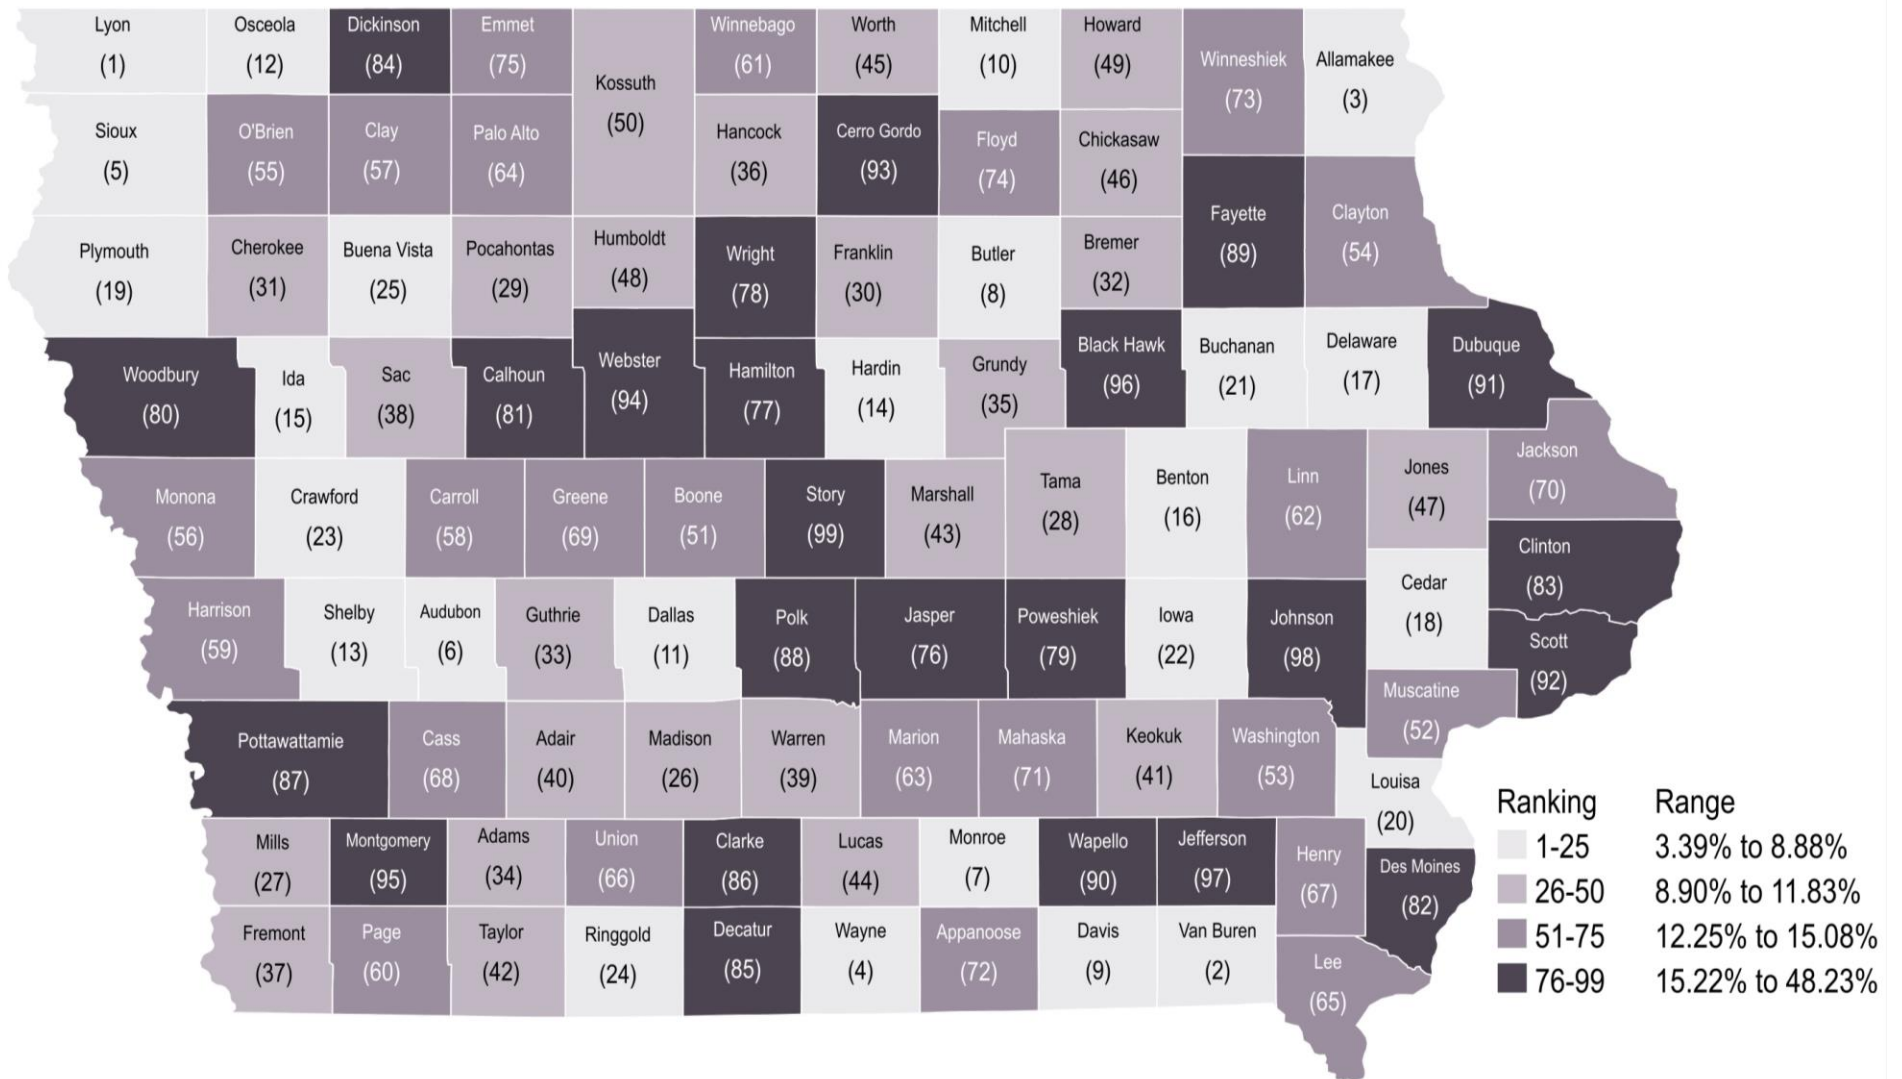 Lyon
(1)
Osceola
(12)
Dickinson
(84)
Emmet
(75)
Kossuth
(50)
Winnebago
(61)
Worth
(45)
Mitchell
(10)
Howard
(49)
Winneshiek
(73)
Allamakee
(3)
Sioux
(5)
O'Brien
(55)
Clay
(57)
Palo Alto
(64)
Hancock
(36)
Cerro Gordo
(93)
Floyd
(74)
Chickasaw
(46)
Plymouth
(19)
Cherokee
(31)
Buena Vista
(25)
Pocahontas
(29)
Humboldt
(48)
Wright
(78)
Franklin
(30)
Butler
(8)
Bremer
(32)
Fayette
(89)
Clayton
(54)
Woodbury
(80)
Ida
(15)
Sac
(38)
Calhoun
(81)
Webster
(94)
Hamilton
(77)
Hardin
(14)
Grundy
(35)
Black Hawk
(96)
Buchanan
(21)
Delaware
(17)
Dubuque
(91)
Monona
(56)
Crawford
(23)
Carroll
(58)
Greene
(69)
Boone
(51)
Story
(99)
Marshall
(43)
Tama
(28)
Benton
(16)
Linn
(62)
Jones
(47)
Jackson
(70)
Clinton
(83)
Harrison
(59)
Shelby
(13)
Audubon
(6)
Guthrie
(33)
Dallas
(11)
Polk
(88)
Jasper
(76)
Poweshiek
(79)
Iowa
(22)
Johnson
(98)
Cedar
(18)
Scott
(92)
Pottawattamie
(87)
Cass
(68)
Adair
(40)
Madison
(26)
Warren
(39)
Marion
(63)
Mahaska
(71)
Keokuk
(41)
Washington
(53)
Muscatine
(52)
Louisa
(20)
Mills
(27)
Montgomery
(95)
Adams
(34)
Union
(66)
Clarke
(86)
Lucas
(44)
Monroe
(7)
Wapello
(90)
Jefferson
(97)
Henry
(67)
Des Moines
(82)
Fremont
(37)
Page
(60)
Taylor
(42)
Ringgold
(24)
Decatur
(85)
Wayne
(4)
Appanoose
(72)
Davis
(9)
Van Buren
(2)
Lee
(65)
Ranking Range
1-25 3.39% to 8.88%
26-50 8.90% to 11.83%
51-75 12.25% to 15.08%
76-99 15.22% to 48.23%